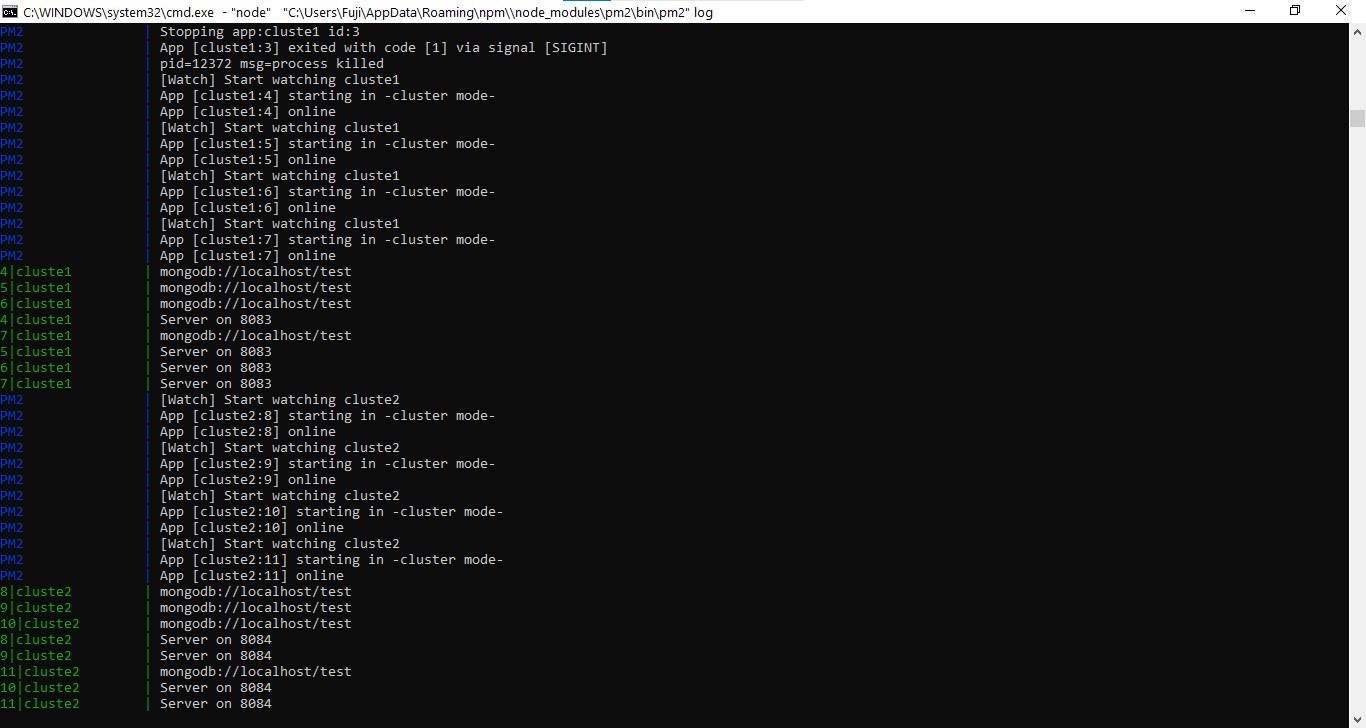 C:\WINDOWS\system32\cmd.exe - "node" "C:\Users\Fuji\AppData\Roaming\npm\\node_modules\pm2\bin\pm2" log
PM2 | Stopping app:cluste1 id:3
PM2 | App [cluste1:3] exited with code [1] via signal [SIGINT]
PM2 | pid=12372 msg=process killed
PM2 | [Watch] Start watching cluste1
PM2 | App [cluste1:4] starting in -cluster mode-
PM2 | App [cluste1:4] online
PM2 | [Watch] Start watching cluste1
PM2 | App [cluste1:5] starting in -cluster mode-
PM2 | App [cluste1:5] online
PM2 | [Watch] Start watching cluste1
PM2 | App [cluste1:6] starting in -cluster mode-
PM2 | App [cluste1:6] online
PM2 | [Watch] Start watching cluste1
PM2 | App [cluste1:7] starting in -cluster mode-
PM2 | App [cluste1:7] online
4|cluste1 | mongodb://localhost/test
5|cluste1 | mongodb://localhost/test
6|cluste1 | mongodb://localhost/test
4|cluste1 | Server on 8083
7|cluste1 | mongodb://localhost/test
5|cluste1 | Server on 8083
6|cluste1 | Server on 8083
7|cluste1 | Server on 8083
PM2 | [Watch] Start watching cluste2
PM2 | App [cluste2:8] starting in -cluster mode-
PM2 | App [cluste2:8] online
PM2 | [Watch] Start watching cluste2
PM2 | App [cluste2:9] starting in -cluster mode-
PM2 | App [cluste2:9] online
PM2 | [Watch] Start watching cluste2
PM2 | App [cluste2:10] starting in -cluster mode-
PM2 | App [cluste2:10] online
PM2 | [Watch] Start watching cluste2
PM2 | App [cluste2:11] starting in -cluster mode-
PM2 | App [cluste2:11] online
8|cluste2 | mongodb://localhost/test
9|cluste2 | mongodb://localhost/test
10|cluste2 | mongodb://localhost/test
8|cluste2 | Server on 8084
9|cluste2 | Server on 8084
11|cluste2 | mongodb://localhost/test
10|cluste2 | Server on 8084
11|cluste2 | Server on 8084